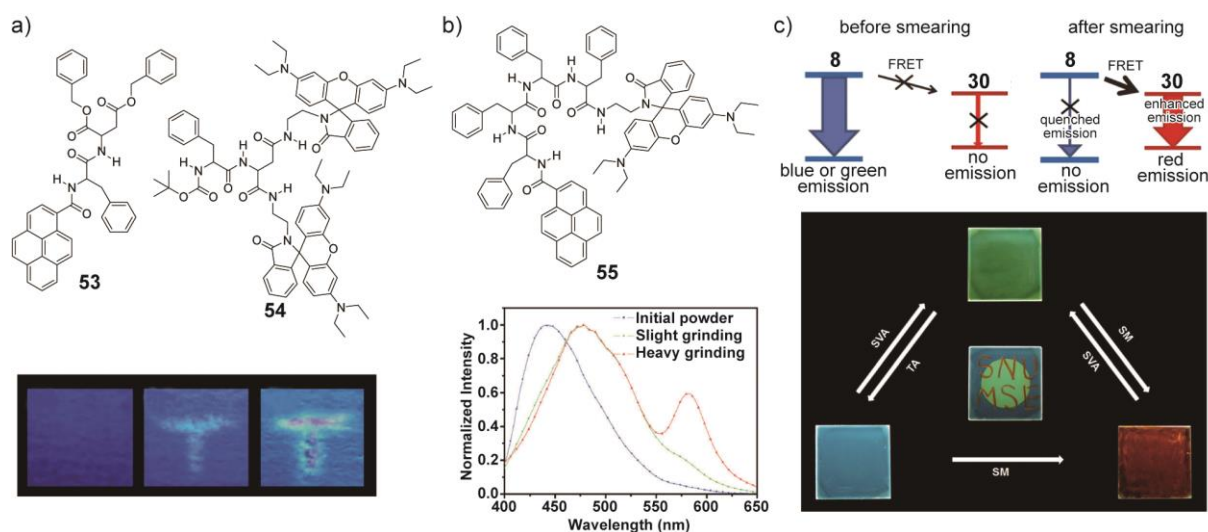 a)
53
54
b)
55
Initial powder
Slight grinding
Heavy grinding
Normalized Intensity
1.0
0.8
0.6
0.4
0.2
0.0
400 450 500 550 600 650
Wavelength (nm)
c)
before smearing
8
FRET
30
blue or green
emission
no
emission
after smearing
8
FRET
30
quenched
emission
enhanced
emission
no
emission
red
emission
SVA
TA
SM
SVA
SNU
MSE
SM